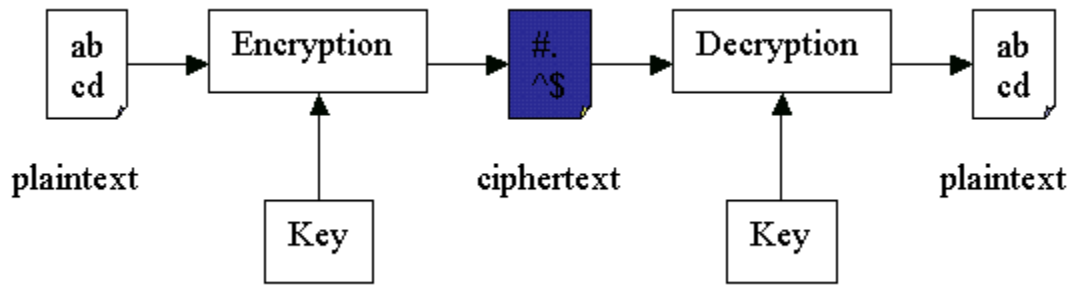 ab
cd
Encryption
#.
^$
Decryption
ab
cd
plaintext
ciphertext
plaintext
Key
Key